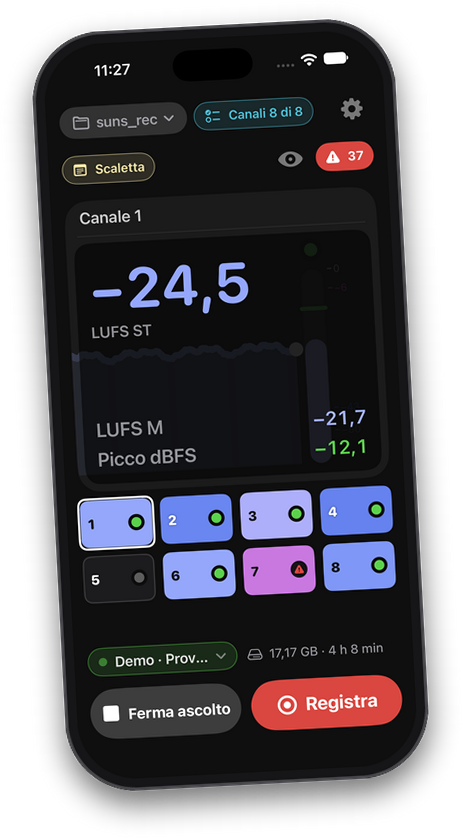 11:27
suns_rec
Canali 8 di 8
Scaletta
37
Canale 1
−24,5
LUFS ST
LUFS M
−21,7
Picco dBFS
−12,1
1
2
3
4
5
6
7
8
Demo · Prov...
17,17 GB · 4 h 8 min
Ferma ascolto
Registra